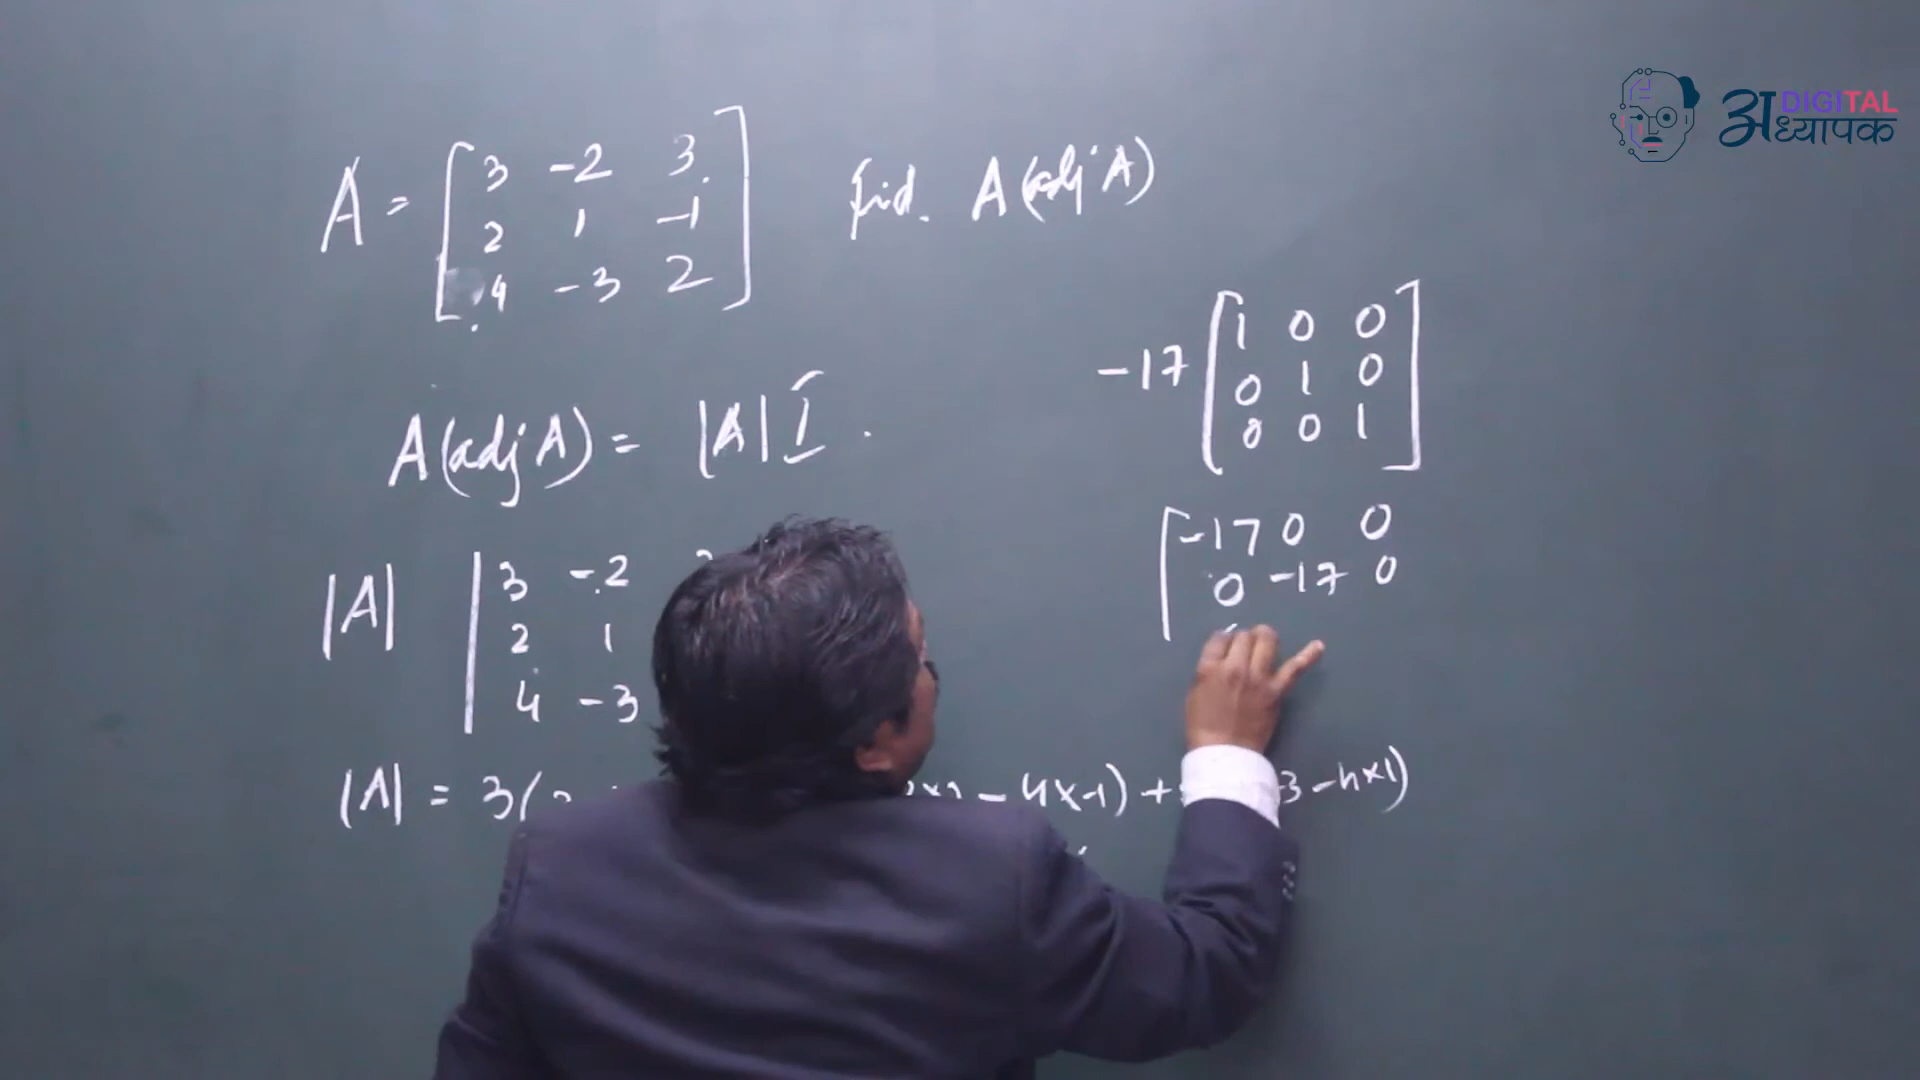 अध्यापक DIGITAL
A = [ 3 -2 3
2 1 -1
4 -3 2 ]
find. A(adj A)
A(adj A) = |A| I .
|A| | 3 -2
2 1
4 -3
|A| = 3(
- 4x-1) +
-3 - 4x1)
-17 [ 1 0 0
0 1 0
0 0 1 ]
[ -17 0 0
0 -17 0